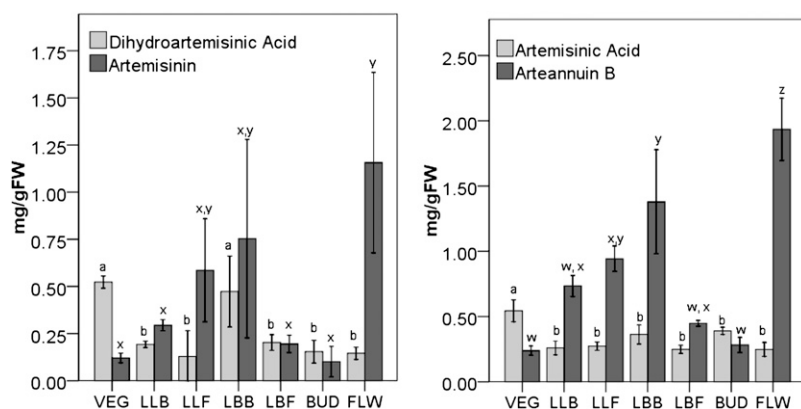 Dihydroartemisinic Acid
Artemisinin
mg/gFW
1.75
1.50
1.25
1.00
0.75
0.50
0.25
0.00
a
x
b
x
b
x,y
a
x,y
b
x
b
x
b
y
VEG LLB LLF LBB LBF BUD FLW
Artemisinic Acid
Arteannuin B
mg/gFW
2.50
2.00
1.50
1.00
0.50
0.00
a
w
b
w, x
b
x,y
b
y
b
w, x
b
w
b
z
VEG LLB LLF LBB LBF BUD FLW